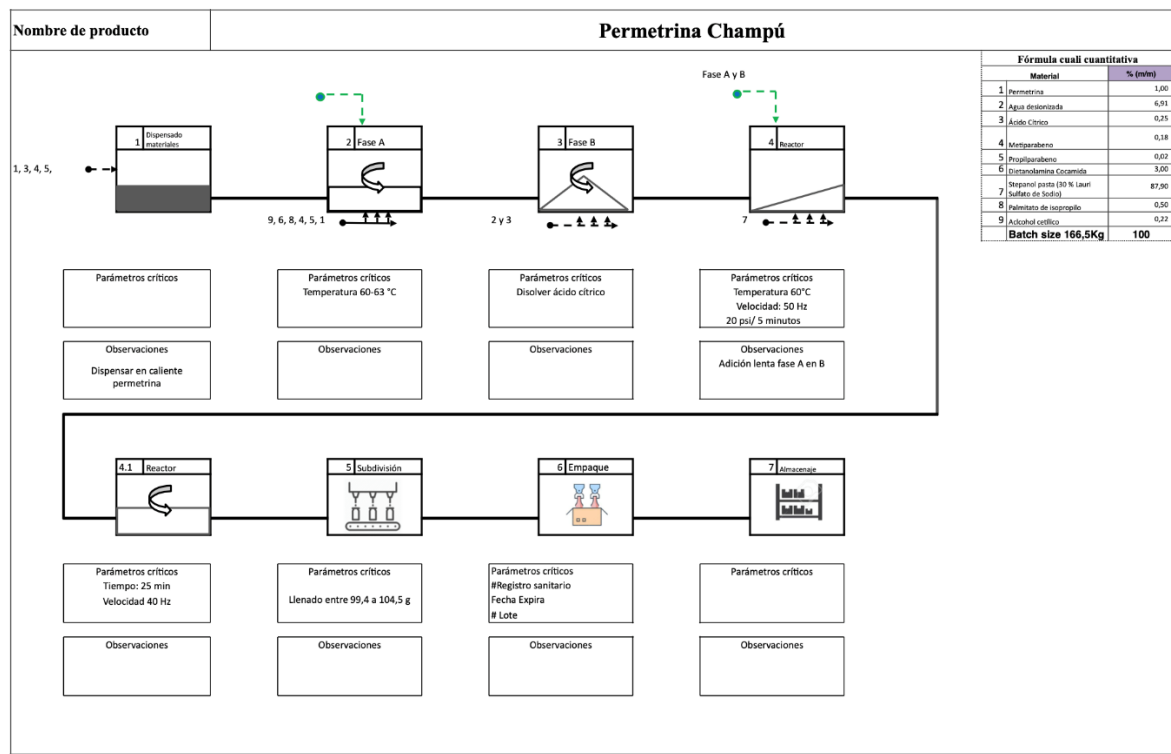 Nombre de producto
Permetrina Champú
Fórmula cuali cuantitativa
Material % (m/m)
1 Permetrina 1,00
2 Agua desionizada 6,91
3 Ácido Cítrico 0,25
4 Metiparabeno 0,18
5 Propilparabeno 0,02
6 Dietanolamina Cocamida 3,00
7 Stepanol pasta (30 % Lauri
Sulfato de Sodio) 87,90
8 Palmitato de isopropilo 0,50
9 Aclcohol cetílico 0,22
Batch size 166,5Kg 100
Fase A y B
1 Dispensado
materiales
2 Fase A
3 Fase B
4 Reactor
1, 3, 4, 5,
9, 6, 8, 4, 5, 1
2 y 3
7
Parámetros críticos
Parámetros críticos
Temperatura 60-63 °C
Parámetros críticos
Disolver ácido cítrico
Parámetros críticos
Temperatura 60°C
Velocidad: 50 Hz
20 psi/ 5 minutos
Observaciones
Dispensar en caliente
permetrina
Observaciones
Observaciones
Observaciones
Adición lenta fase A en B
4.1 Reactor
5 Subdivisión
6 Empaque
7 Almacenaje
Parámetros críticos
Tiempo: 25 min
Velocidad 40 Hz
Parámetros críticos
Llenado entre 99,4 a 104,5 g
Parámetros críticos
#Registro sanitario
Fecha Expira
# Lote
Parámetros críticos
Observaciones
Observaciones
Observaciones
Observaciones